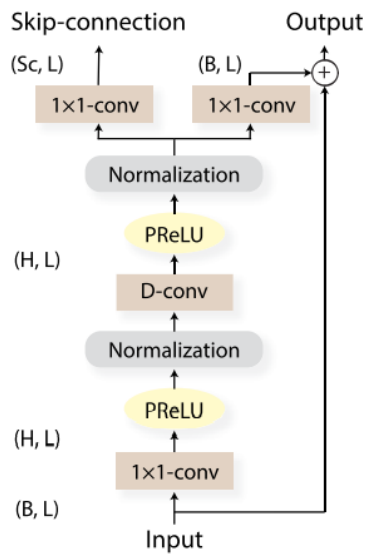 Skip-connection
Output
(Sc, L)
(B, L)
+
1×1-conv
1×1-conv
Normalization
PReLU
(H, L)
D-conv
Normalization
PReLU
(H, L)
1×1-conv
(B, L)
Input